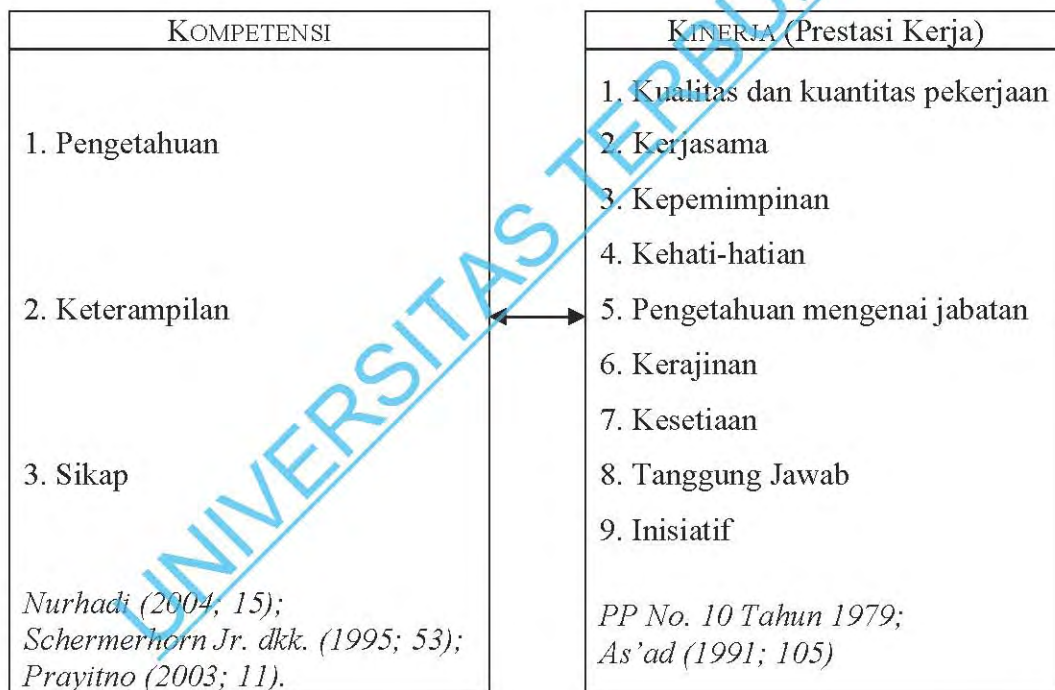 KOMPETENSI
1. Pengetahuan
2. Keterampilan
3. Sikap
Nurhadi (2004; 15);
Schermerhorn Jr. dkk. (1995; 53);
Prayitno (2003; 11).
KINERJA (Prestasi Kerja)
1. Kualitas dan kuantitas pekerjaan
2. Kerjasama
3. Kepemimpinan
4. Kehati-hatian
5. Pengetahuan mengenai jabatan
6. Kerajinan
7. Kesetiaan
8. Tanggung Jawab
9. Inisiatif
PP No. 10 Tahun 1979;
As'ad (1991; 105)
UNIVERSITAS